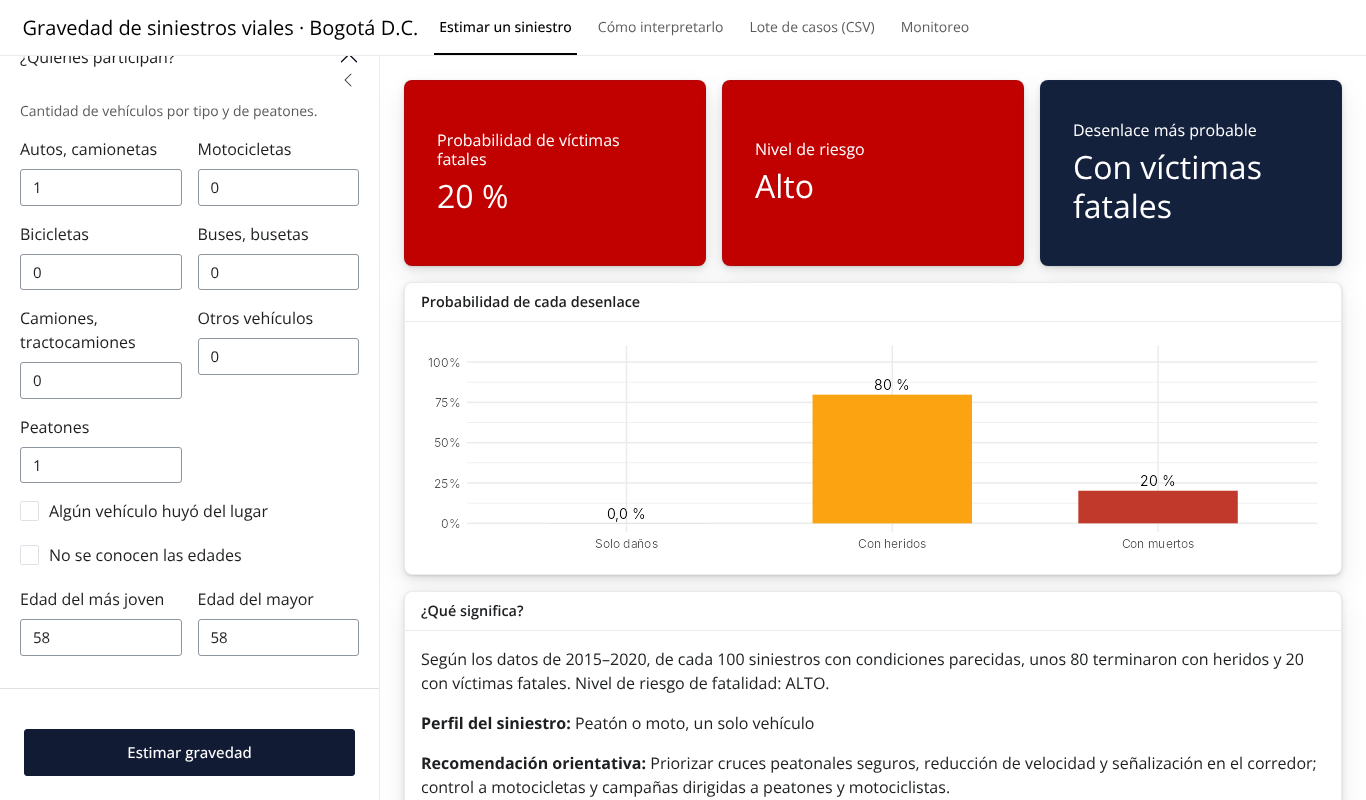 Gravedad de siniestros viales · Bogotá D.C.
Estimar un siniestro
Cómo interpretarlo
Lote de casos (CSV)
Monitoreo
¿Quiénes participan?
Cantidad de vehículos por tipo y de peatones.
Autos, camionetas
Motocicletas
1
0
Bicicletas
Buses, busetas
0
0
Camiones,
tractocamiones
Otros vehículos
0
0
Peatones
1
Algún vehículo huyó del lugar
No se conocen las edades
Edad del más joven
Edad del mayor
58
58
Estimar gravedad
Probabilidad de víctimas
fatales
20 %
Nivel de riesgo
Alto
Desenlace más probable
Con víctimas
fatales
Probabilidad de cada desenlace
100%
75%
50%
25%
0%
0,0 %
80 %
20 %
Solo daños
Con heridos
Con muertos
¿Qué significa?
Según los datos de 2015–2020, de cada 100 siniestros con condiciones parecidas, unos 80 terminaron con heridos y 20
con víctimas fatales. Nivel de riesgo de fatalidad: ALTO.
Perfil del siniestro: Peatón o moto, un solo vehículo
Recomendación orientativa: Priorizar cruces peatonales seguros, reducción de velocidad y señalización en el corredor;
control a motocicletas y campañas dirigidas a peatones y motociclistas.